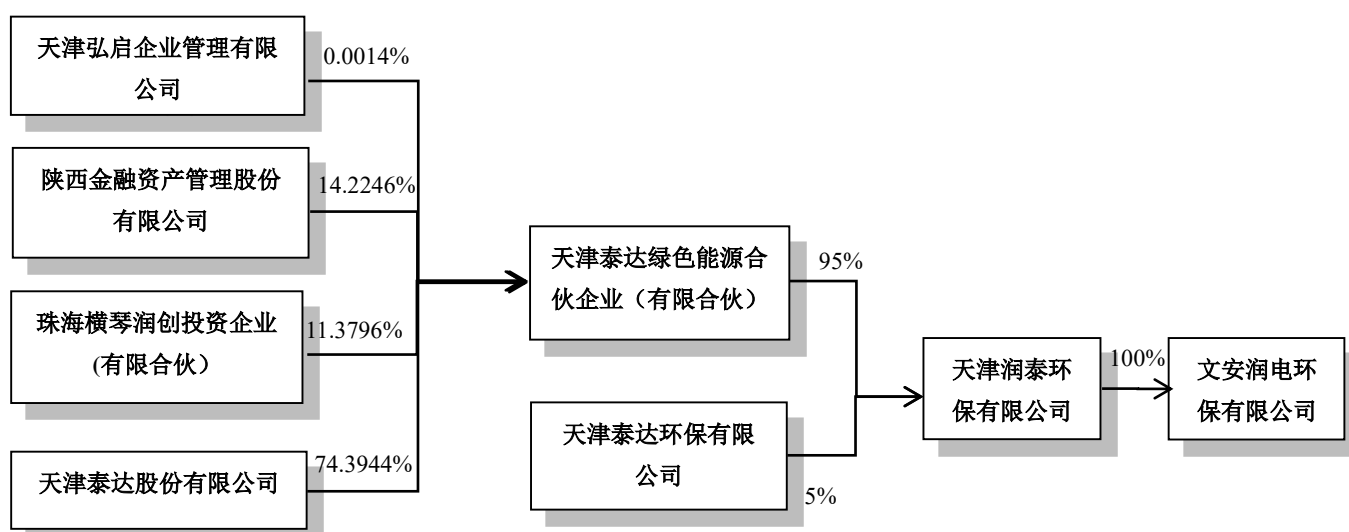 天津弘启企业管理有限
公司
0.0014%
陕西金融资产管理股份
有限公司
14.2246%
珠海横琴润创投资企业
(有限合伙）
11.3796%
天津泰达股份有限公司
74.3944%
天津泰达绿色能源合
伙企业（有限合伙）
95%
天津泰达环保有限
公司
5%
天津润泰环
保有限公司
100%
文安润电环
保有限公司